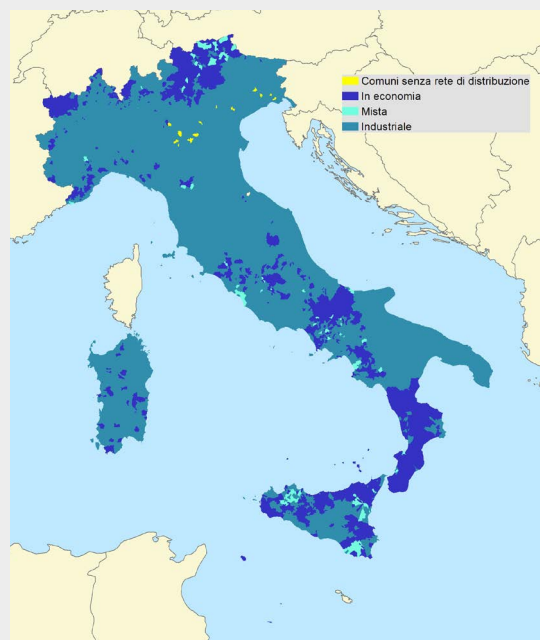 Comuni senza rete di distribuzione
In economia
Mista
Industriale